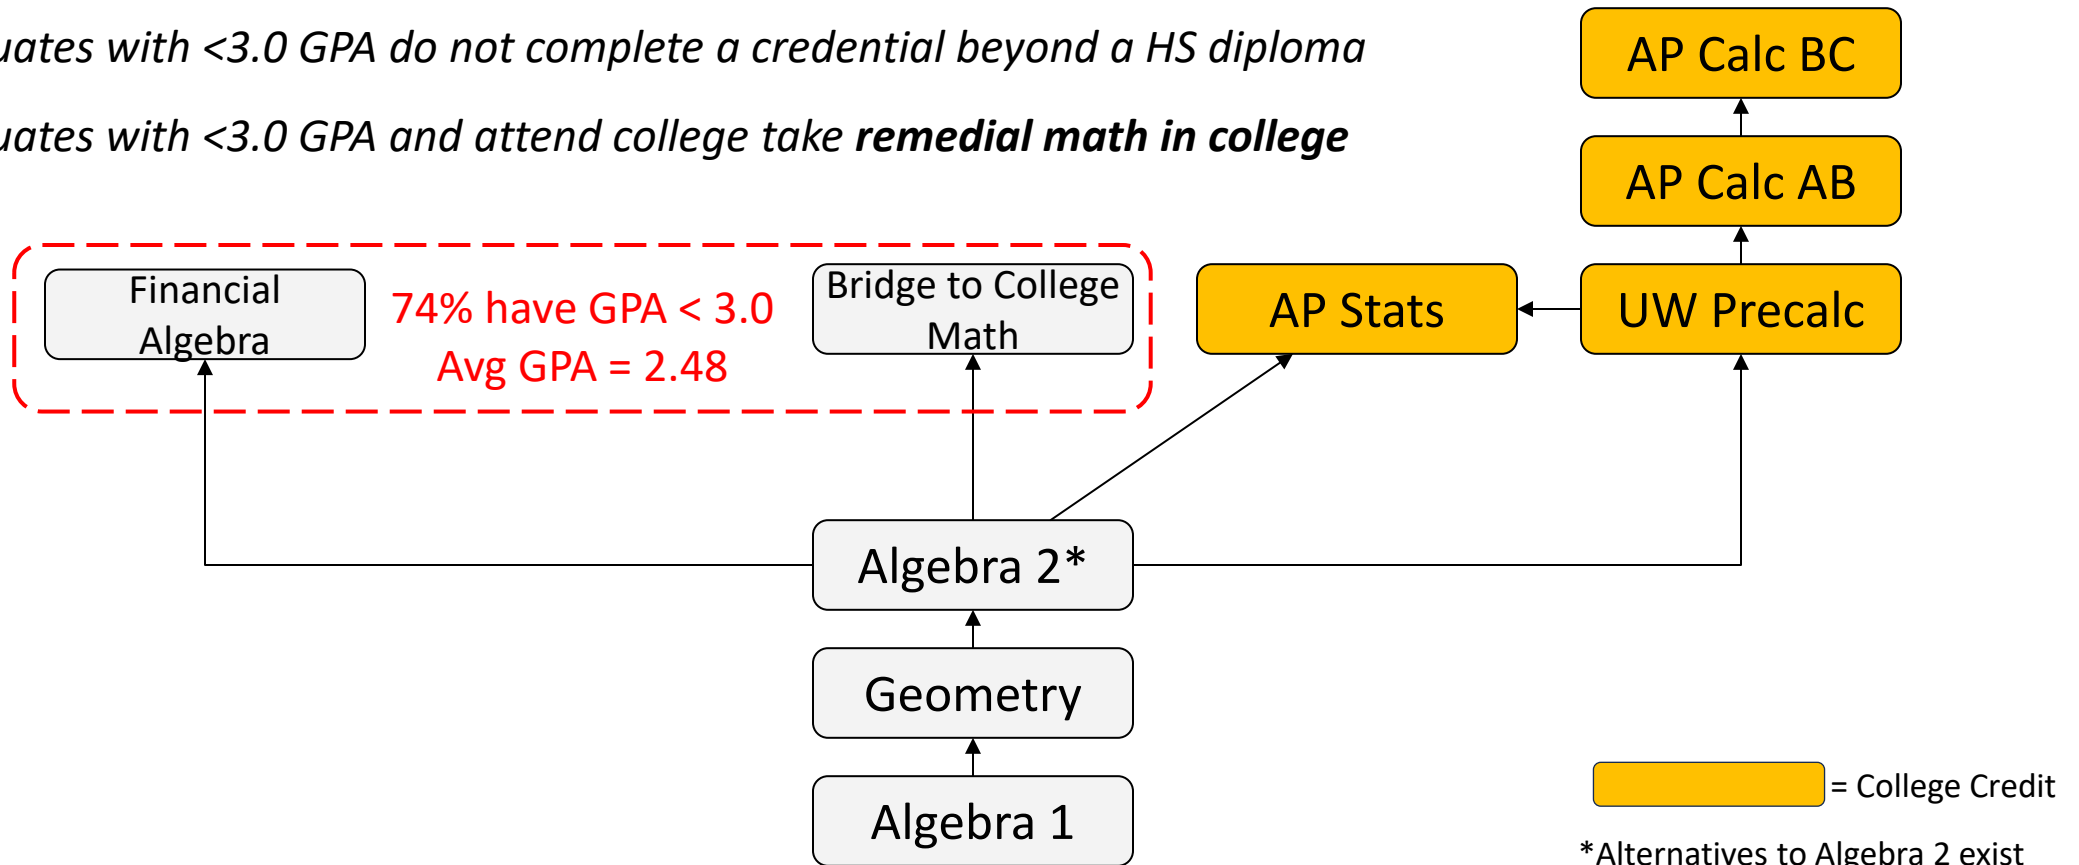 uates with <3.0 GPA do not complete a credential beyond a HS diploma
uates with <3.0 GPA and attend college take remedial math in college
AP Calc BC
AP Calc AB
Financial
Algebra
74% have GPA < 3.0
Avg GPA = 2.48
Bridge to College
Math
AP Stats
UW Precalc
Algebra 2*
Geometry
Algebra 1
= College Credit
*Alternatives to Algebra 2 exist